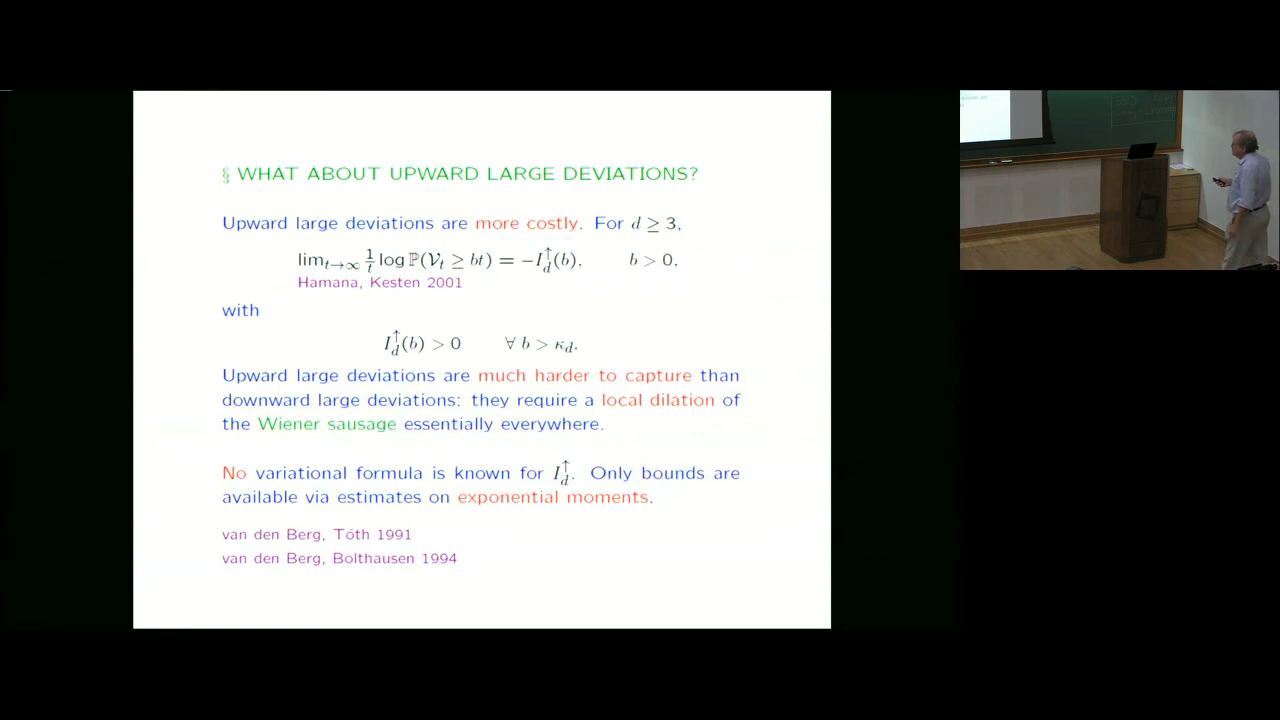 § WHAT ABOUT UPWARD LARGE DEVIATIONS?
Upward large deviations are more costly. For d ≥ 3,
lim_{t→∞} \frac{1}{t} log ℙ(𝒱_t ≥ bt) = −I_d^↑(b), b > 0,
Hamana, Kesten 2001
with
I_d^↑(b) > 0 ∀ b > κ_d.
Upward large deviations are much harder to capture than
downward large deviations: they require a local dilation of
the Wiener sausage essentially everywhere.
No variational formula is known for I_d^↑. Only bounds are
available via estimates on exponential moments.
van den Berg, Tóth 1991
van den Berg, Bolthausen 1994